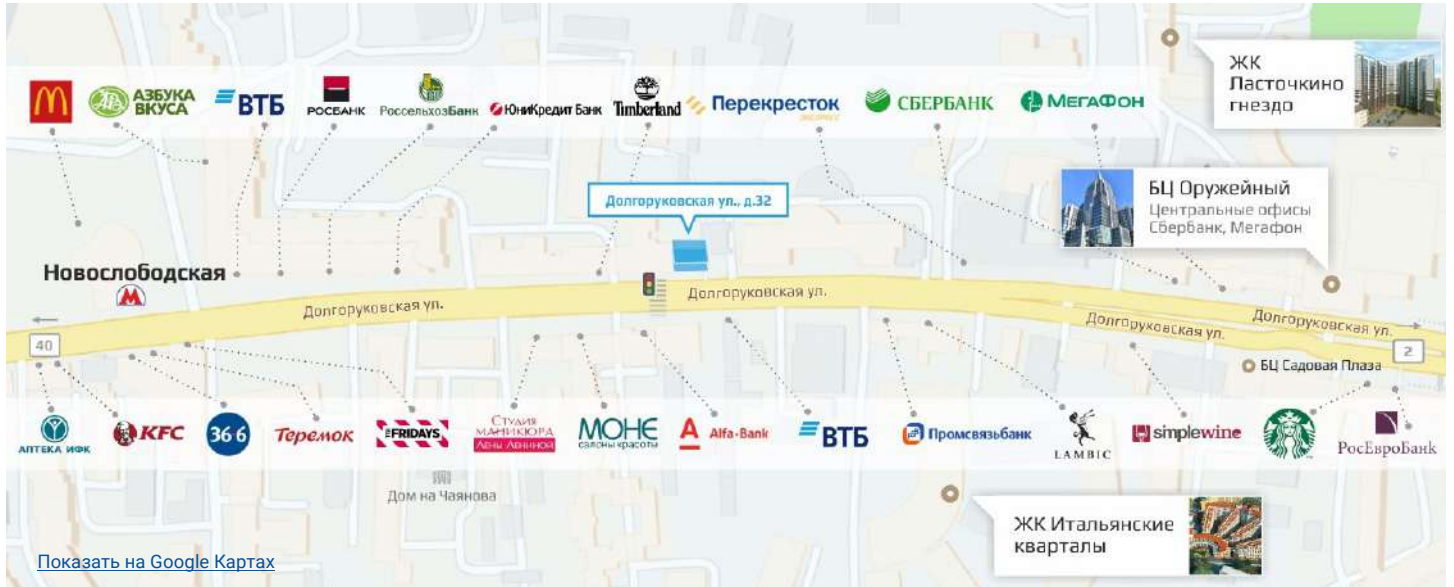 ЖК
Ласточкино
гнездо
АЗБУКА
ВКУСА
ВТБ
РОСБАНК
РоссельхозБанк
ЮниКредит Банк
Timberland
Перекресток
ЭКСПРЕСС
СБЕРБАНК
МЕГАФОН
Долгоруковская ул., д.32
БЦ Оружейный
Центральные офисы
Сбербанк, Мегафон
Новослободская
М
Долгоруковская ул.
Долгоруковская ул.
Долгоруковская ул.
Долгоруковская ул.
40
2
БЦ Садовая Плаза
АПТЕКА ИФК
KFC
36 6
Теремок
FRIDAYS
СТУДИЯ
МАНИКЮРА
Лены Лениной
МОНЕ
салоны красоты
Alfa-Bank
ВТБ
Промсвязьбанк
LAMBIC
simplewine
РосЕвроБанк
Дом на Чаянова
ЖК Итальянские
кварталы
Показать на Google Картах